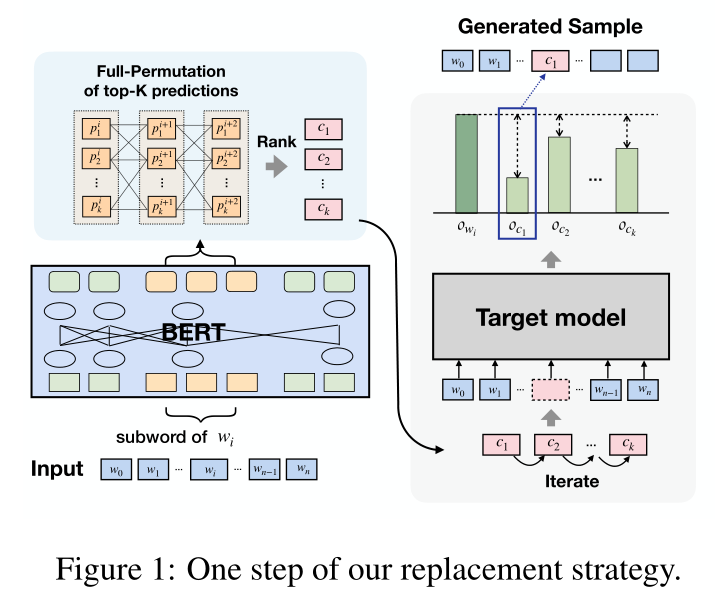 Full-Permutation
of top-K predictions
p_1^i p_1^{i+1} p_1^{i+2}
p_2^i p_2^{i+1} p_2^{i+2}
⋮ ⋮ ⋮
p_k^i p_k^{i+1} p_k^{i+2}
Rank
c_1
c_2
⋮
c_k
BERT
subword of w_i
Input w_0 w_1 ... w_i ... w_{n-1} w_n
Generated Sample
w_0 w_1 ... c_1 ...
...
o_{w_i} o_{c_1} o_{c_2} o_{c_k}
Target model
w_0 w_1 ... ... w_{n-1} w_n
c_1 c_2 ... c_k
Iterate
Figure 1: One step of our replacement strategy.